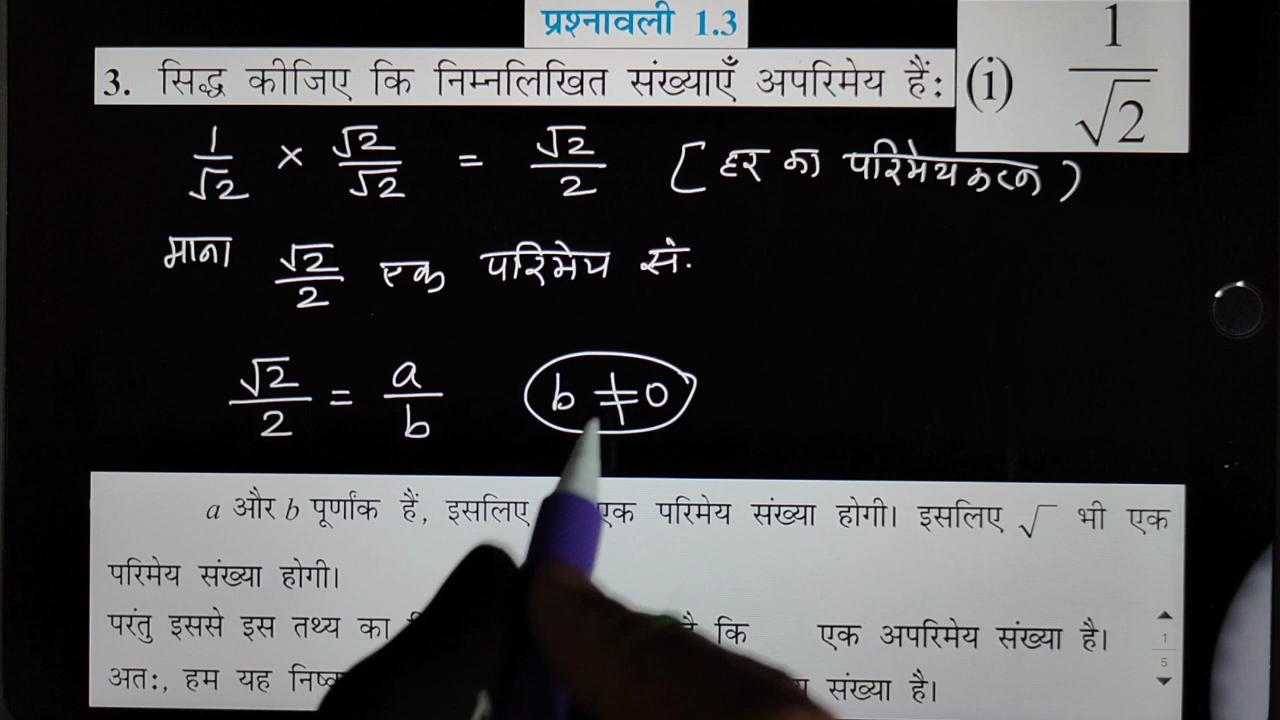 प्रश्नावली 1.3
3. सिद्ध कीजिए कि निम्नलिखित संख्याएँ अपरिमेय हैं: (i) 1/√2
1/√2 × √2/√2 = √2/2 [ हर का परिमेयकरण )
माना √2/2 एक परिमेय सं.
√2/2 = a/b b ≠ 0
a और b पूर्णांक हैं, इसलिए एक परिमेय संख्या होगी। इसलिए √ भी एक
परिमेय संख्या होगी।
परंतु इससे इस तथ्य का है कि एक अपरिमेय संख्या है।
अत:, हम यह संख्या है।
1
5